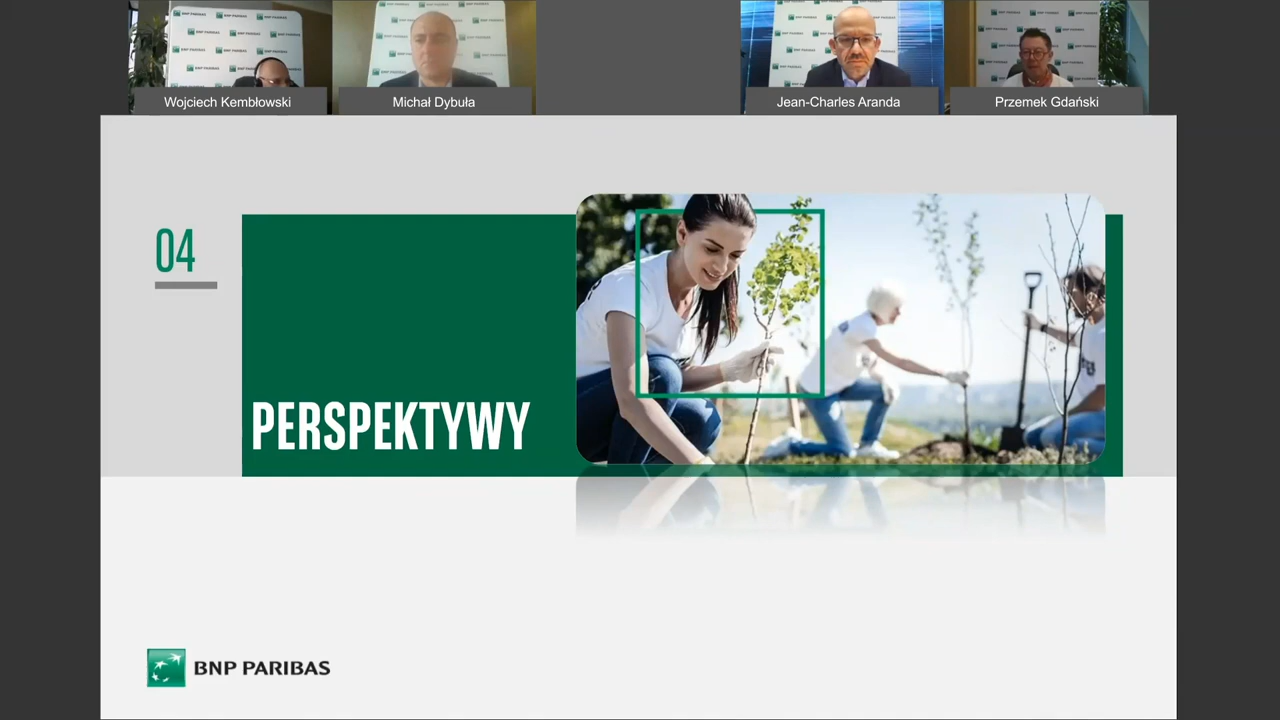 Wojciech Kembłowski
Michał Dybuła
Jean-Charles Aranda
Przemek Gdański
04
PERSPEKTYWY
BNP PARIBAS